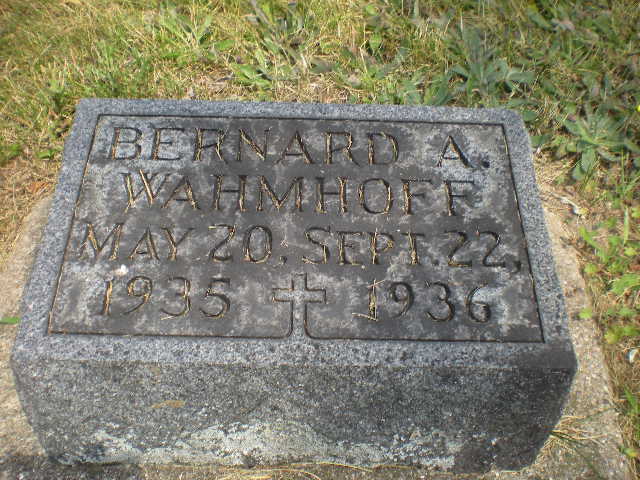 BERNARD A.
WAHMHOFF
MAY 20, SEPT. 22,
1935 1936